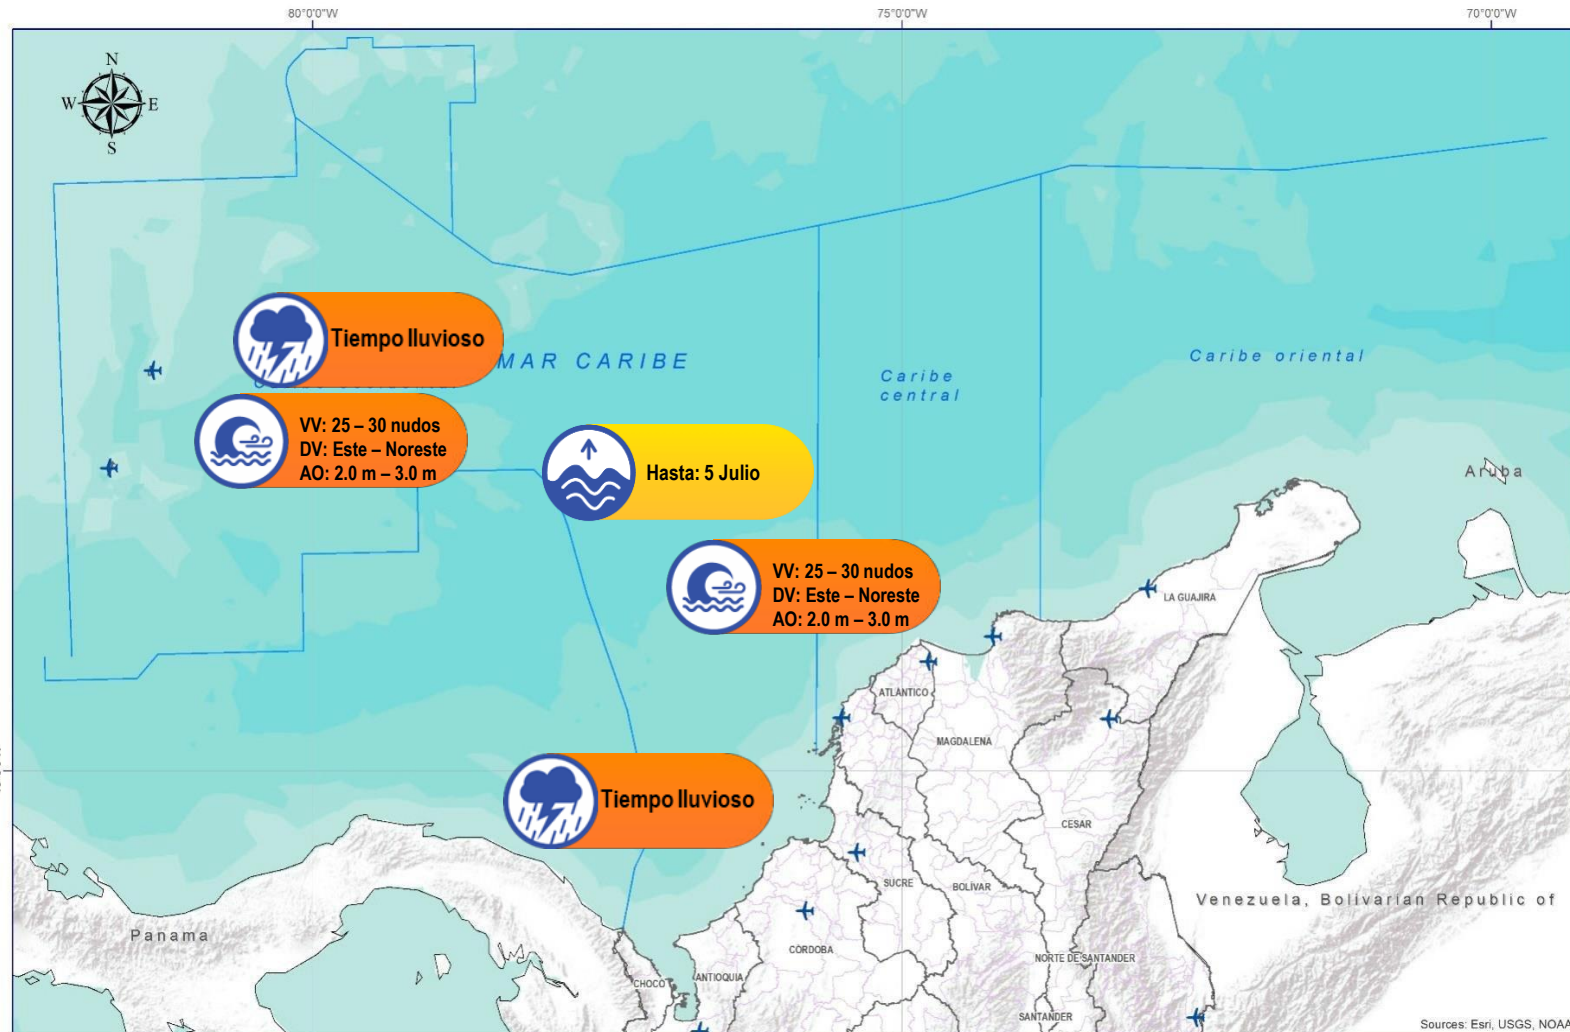 80°0'0"W
75°0'0"W
70°0'0"W
N
W
E
S
Tiempo lluvioso
MAR CARIBE
Caribe
central
Caribe oriental
VV: 25 – 30 nudos
DV: Este – Noreste
AO: 2.0 m – 3.0 m
Hasta: 5 Julio
Aruba
VV: 25 – 30 nudos
DV: Este – Noreste
AO: 2.0 m – 3.0 m
LA GUAJIRA
ATLÁNTICO
MAGDALENA
Tiempo lluvioso
CESAR
SUCRE
BOLÍVAR
Venezuela, Bolivarian Republic of
Panama
CÓRDOBA
NORTE DE SANTANDER
ANTIOQUIA
CHOCO
SANTANDER
Sources: Esri, USGS, NOAA